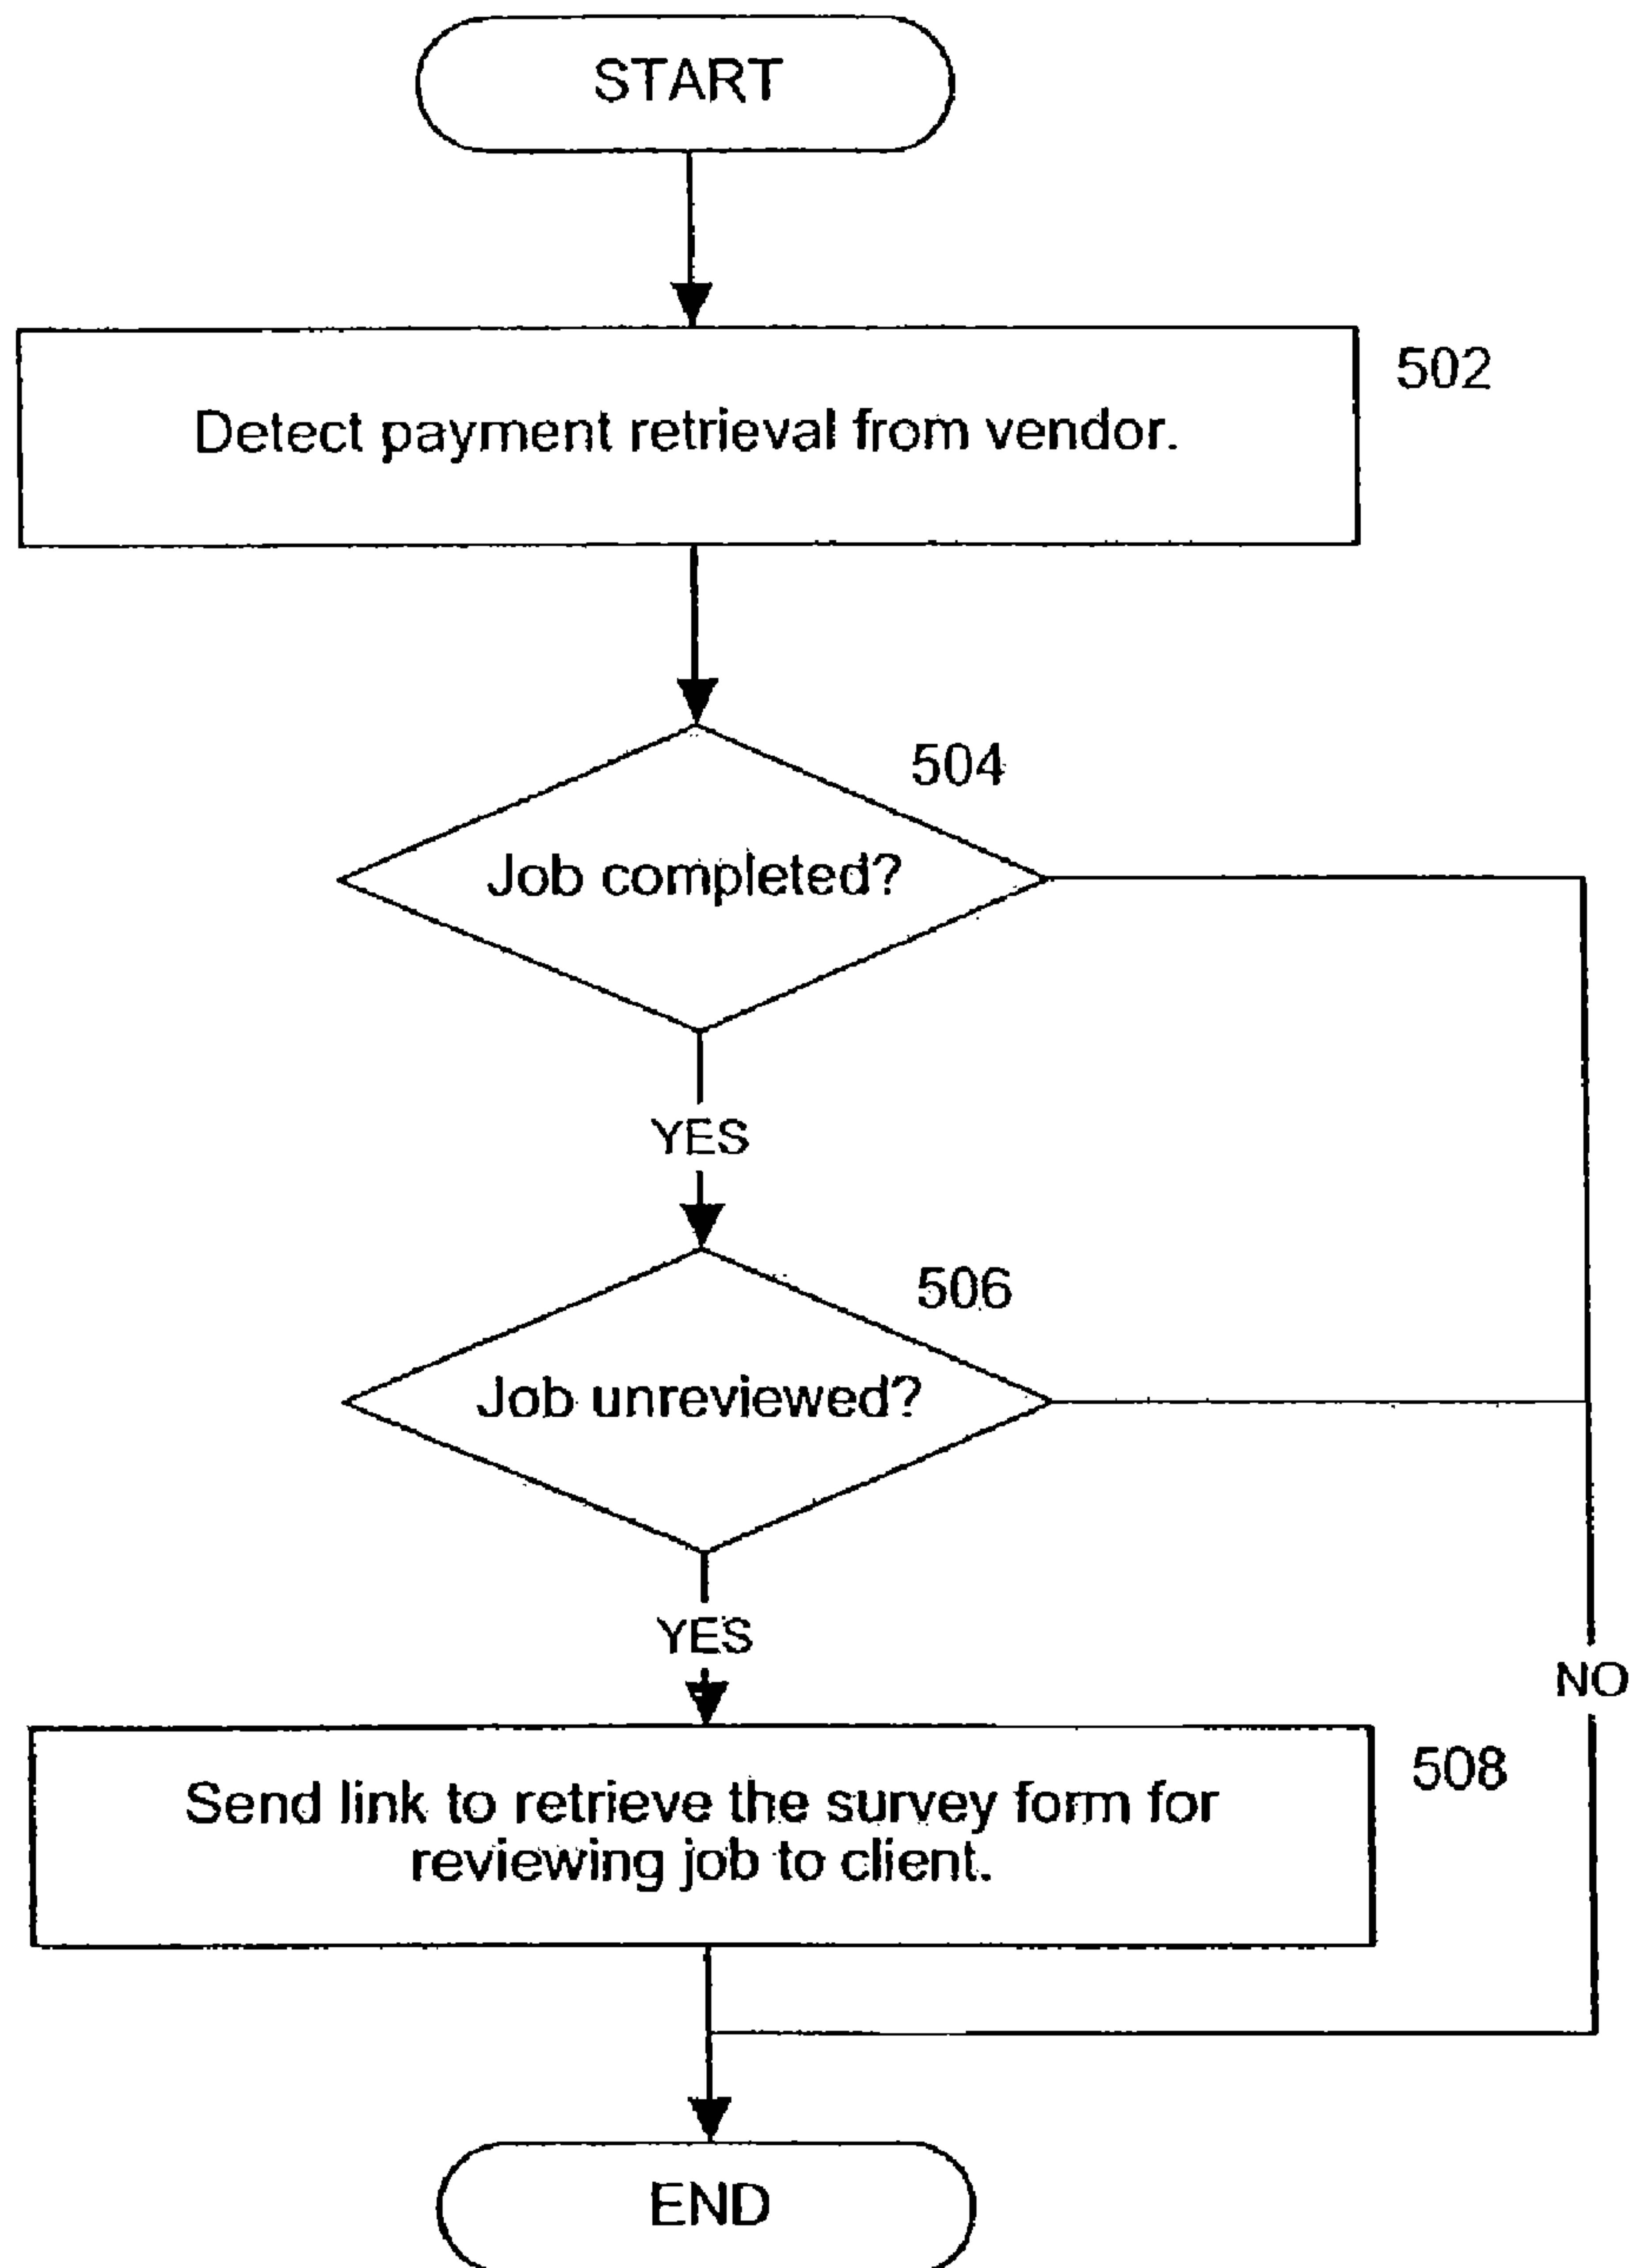 START
502
Detect payment retrieval from vendor.
504
Job completed?
YES
506
Job unreviewed?
YES
NO
508
Send link to retrieve the survey form for
reviewing job to client.
END